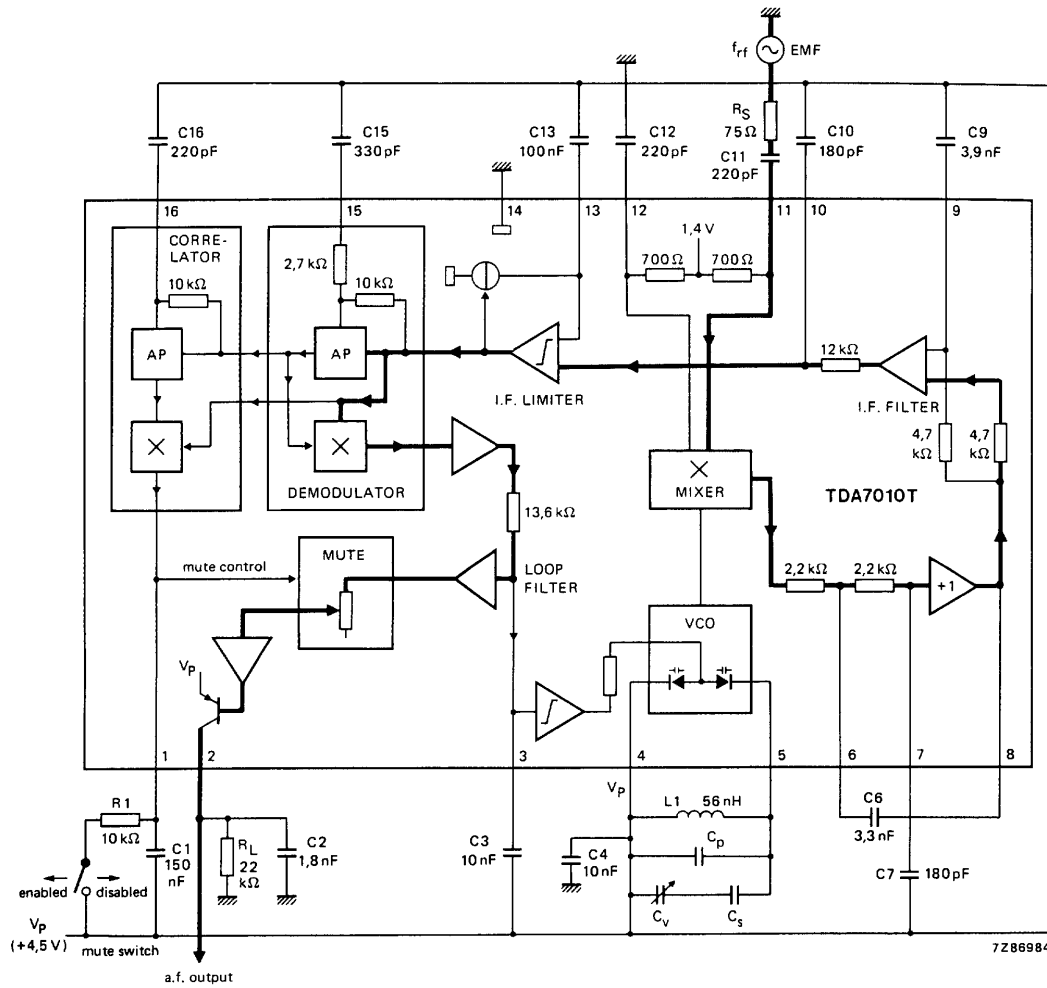 f_rf
EMF
R_S
75Ω
C16
220pF
C15
330pF
C13
100nF
C12
220pF
C11
220pF
C10
180pF
C9
3,9nF
16
15
14
13
12
11
10
9
CORRE-
LATOR
10kΩ
2,7kΩ
10kΩ
1,4V
700Ω
700Ω
AP
AP
12kΩ
I.F. LIMITER
I.F. FILTER
4,7
kΩ
4,7
kΩ
DEMODULATOR
MIXER
TDA7010T
13,6kΩ
MUTE
mute control
LOOP
FILTER
2,2kΩ
2,2kΩ
+1
VCO
V_P
1
2
3
4
5
6
7
8
V_P
R1
10kΩ
C1
150
nF
R_L
22
kΩ
C2
1,8nF
C3
10nF
C4
10nF
L1
56nH
C_p
C_v
C_s
C6
3,3nF
C7
180pF
enabled
disabled
V_P
(+4,5V)
mute switch
a.f. output
7Z86984